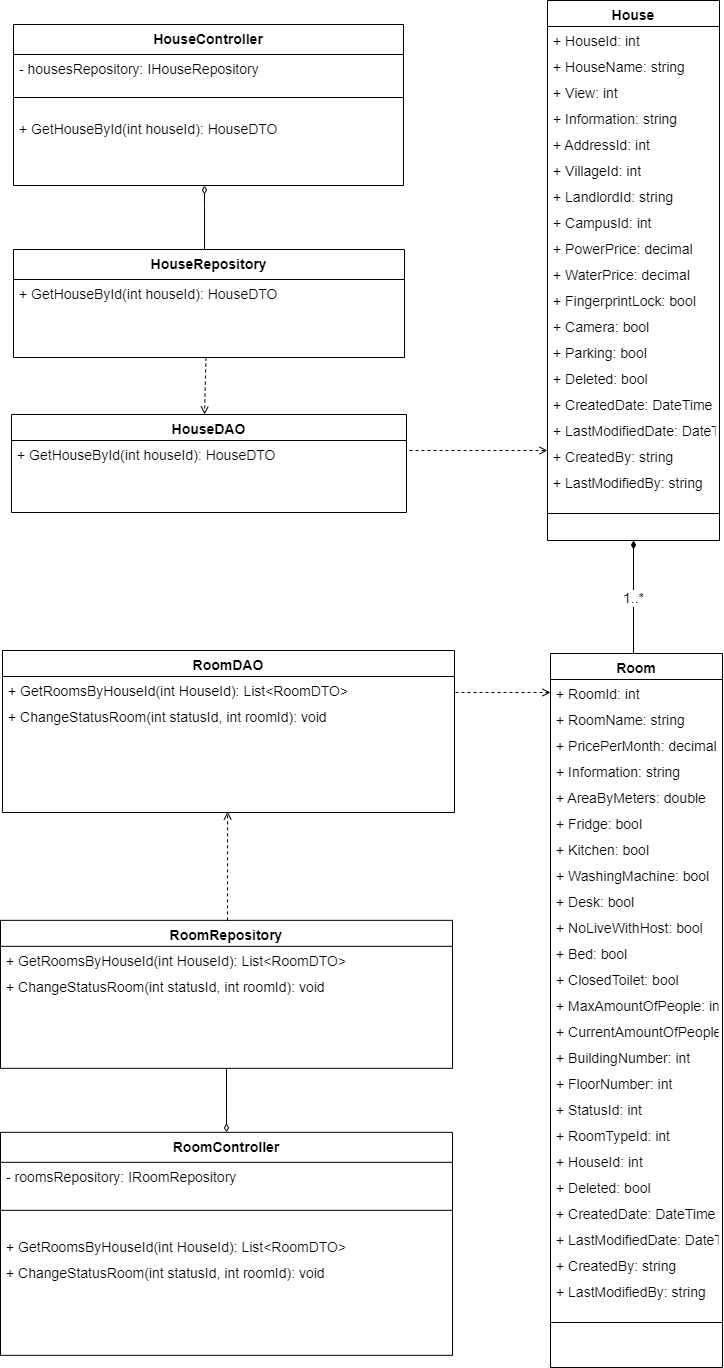 HouseController
- housesRepository: IHouseRepository
+ GetHouseById(int houseId): HouseDTO
HouseRepository
+ GetHouseById(int houseId): HouseDTO
HouseDAO
+ GetHouseById(int houseId): HouseDTO
House
+ HouseId: int
+ HouseName: string
+ View: int
+ Information: string
+ AddressId: int
+ VillageId: int
+ LandlordId: string
+ CampusId: int
+ PowerPrice: decimal
+ WaterPrice: decimal
+ FingerprintLock: bool
+ Camera: bool
+ Parking: bool
+ Deleted: bool
+ CreatedDate: DateTime
+ LastModifiedDate: DateT
+ CreatedBy: string
+ LastModifiedBy: string
1..*
RoomDAO
+ GetRoomsByHouseId(int HouseId): List<RoomDTO>
+ ChangeStatusRoom(int statusId, int roomId): void
RoomRepository
+ GetRoomsByHouseId(int HouseId): List<RoomDTO>
+ ChangeStatusRoom(int statusId, int roomId): void
RoomController
- roomsRepository: IRoomRepository
+ GetRoomsByHouseId(int HouseId): List<RoomDTO>
+ ChangeStatusRoom(int statusId, int roomId): void
Room
+ RoomId: int
+ RoomName: string
+ PricePerMonth: decimal
+ Information: string
+ AreaByMeters: double
+ Fridge: bool
+ Kitchen: bool
+ WashingMachine: bool
+ Desk: bool
+ NoLiveWithHost: bool
+ Bed: bool
+ ClosedToilet: bool
+ MaxAmountOfPeople: in
+ CurrentAmountOfPeople
+ BuildingNumber: int
+ FloorNumber: int
+ StatusId: int
+ RoomTypeId: int
+ HouseId: int
+ Deleted: bool
+ CreatedDate: DateTime
+ LastModifiedDate: DateT
+ CreatedBy: string
+ LastModifiedBy: string